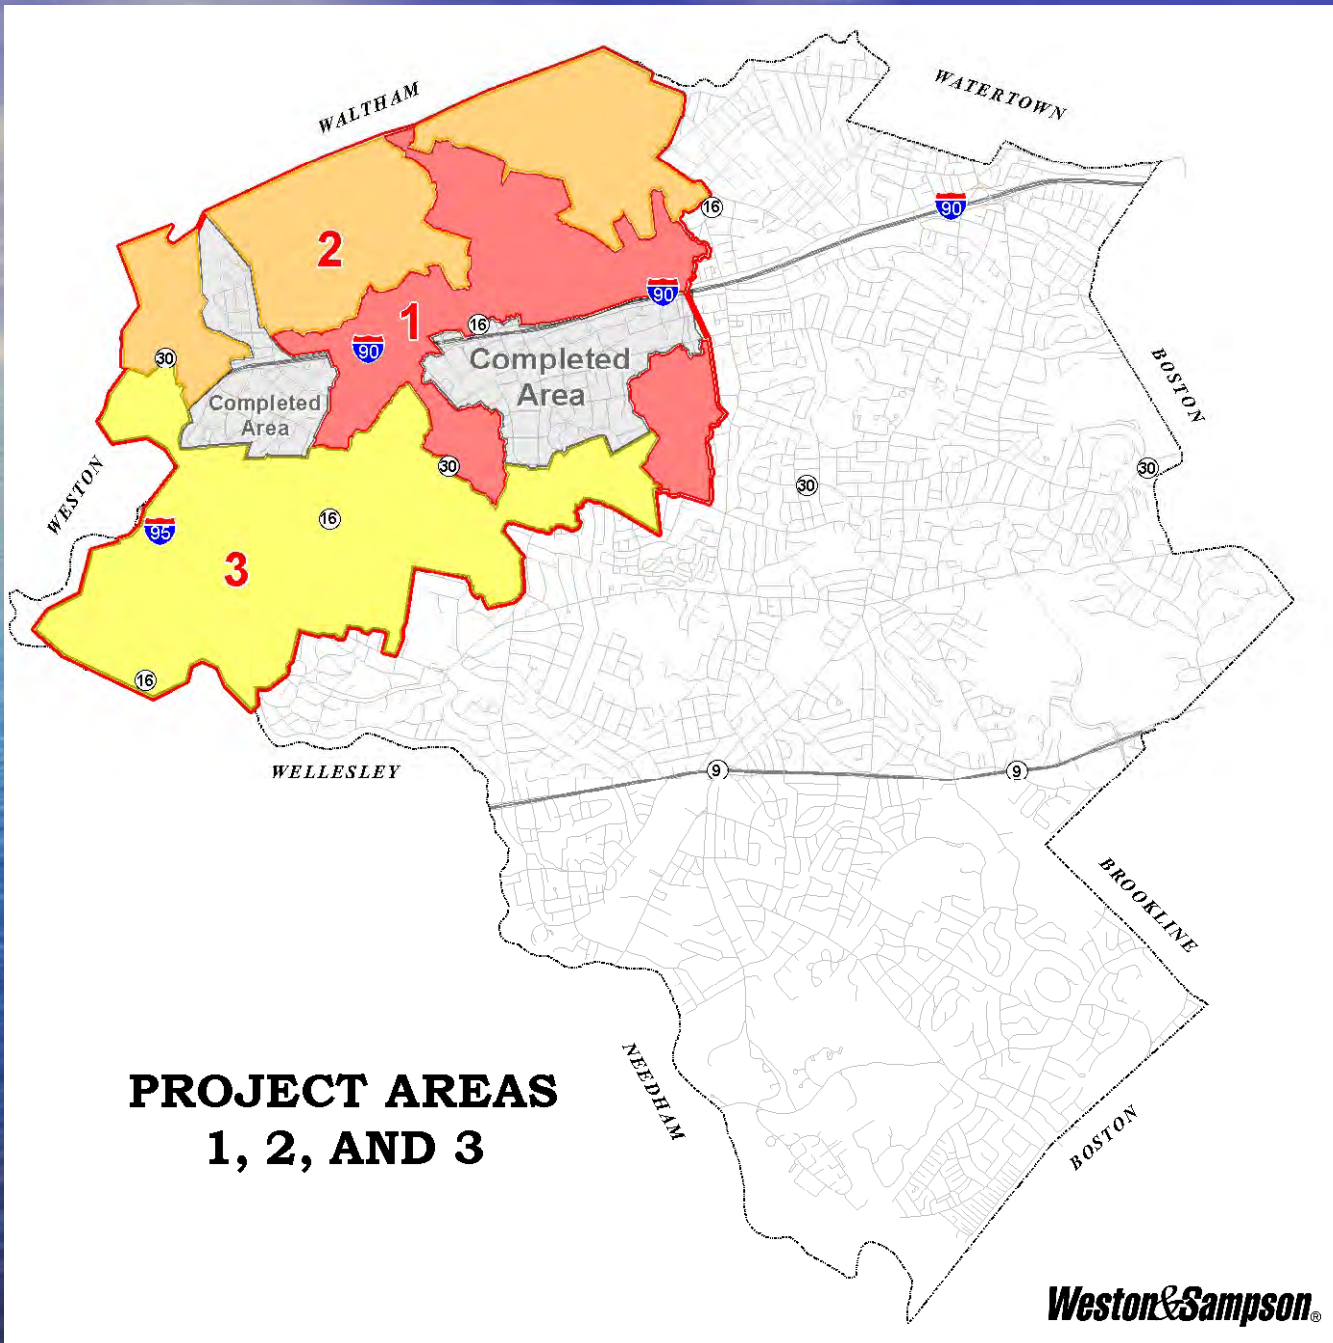 WALTHAM
WATERTOWN
16
90
2
90
1
16
90
30
Completed
Area
BOSTON
Completed
Area
WESTON
30
30
30
16
95
3
16
WELLESLEY
9
9
BROOKLINE
NEEDHAM
PROJECT AREAS
1, 2, AND 3
BOSTON
Weston&Sampson®